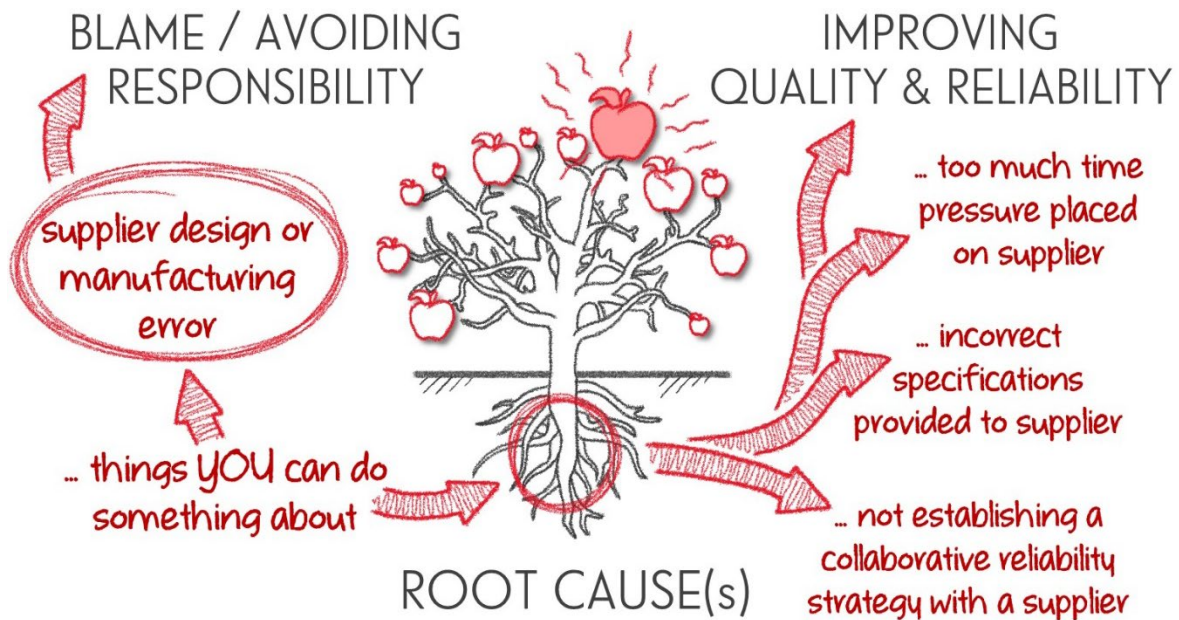 BLAME / AVOIDING
RESPONSIBILITY
IMPROVING
QUALITY & RELIABILITY
supplier design or
manufacturing
error
... things YOU can do
something about
... too much time
pressure placed
on supplier
... incorrect
specifications
provided to supplier
... not establishing a
collaborative reliability
strategy with a supplier
ROOT CAUSE(s)